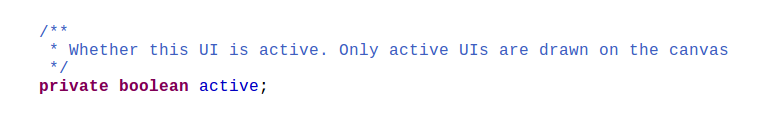 /**
 * Whether this UI is active. Only active UIs are drawn on the canvas
 */
private boolean active;